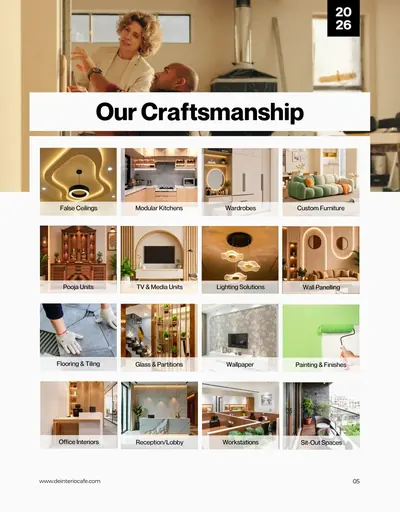 20
26
Our Craftsmanship
False Ceilings
Modular Kitchens
Wardrobes
Custom Furniture
Pooja Units
TV & Media Units
Lighting Solutions
Wall Panelling
Flooring & Tiling
Glass & Partitions
Wallpaper
Painting & Finishes
Office Interiors
Reception/Lobby
Workstations
Sit-Out Spaces
www.deinteriocafe.com
05